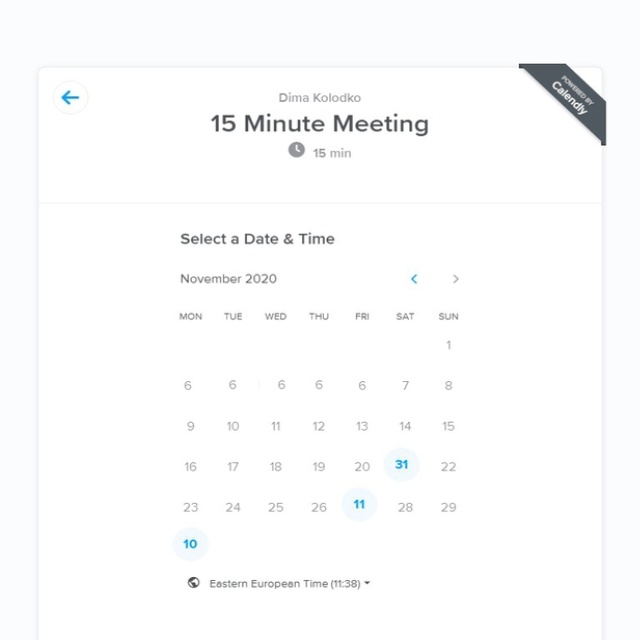 POWERED BY
Calendly
Dima Kolodko
15 Minute Meeting
15 min
Select a Date & Time
November 2020
MON TUE WED THU FRI SAT SUN
1
6 6 6 6 6 7 8
9 10 11 12 13 14 15
16 17 18 19 20 31 22
23 24 25 26 11 28 29
10
Eastern European Time (11:38)